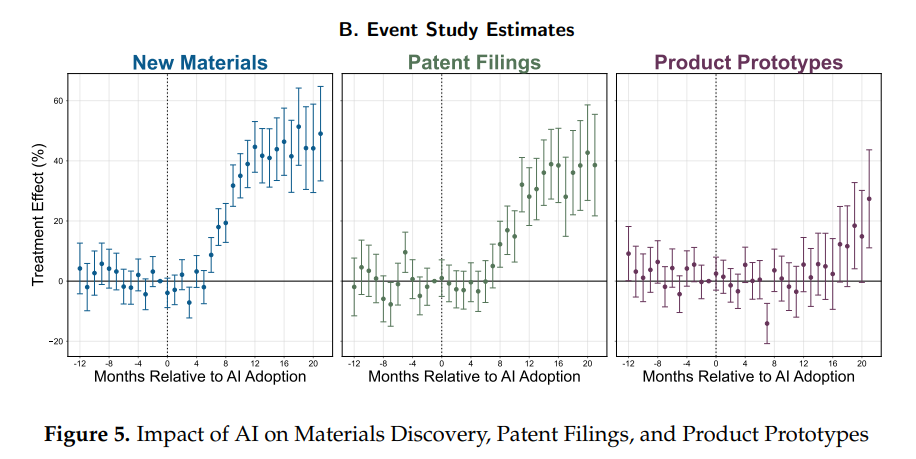 B. Event Study Estimates
New Materials Patent Filings Product Prototypes
Treatment Effect (%)
60
40
20
0
−20
-12 -8 -4 0 4 8 12 16 20 -12 -8 -4 0 4 8 12 16 20 -12 -8 -4 0 4 8 12 16 20
Months Relative to AI Adoption Months Relative to AI Adoption Months Relative to AI Adoption
Figure 5. Impact of AI on Materials Discovery, Patent Filings, and Product Prototypes